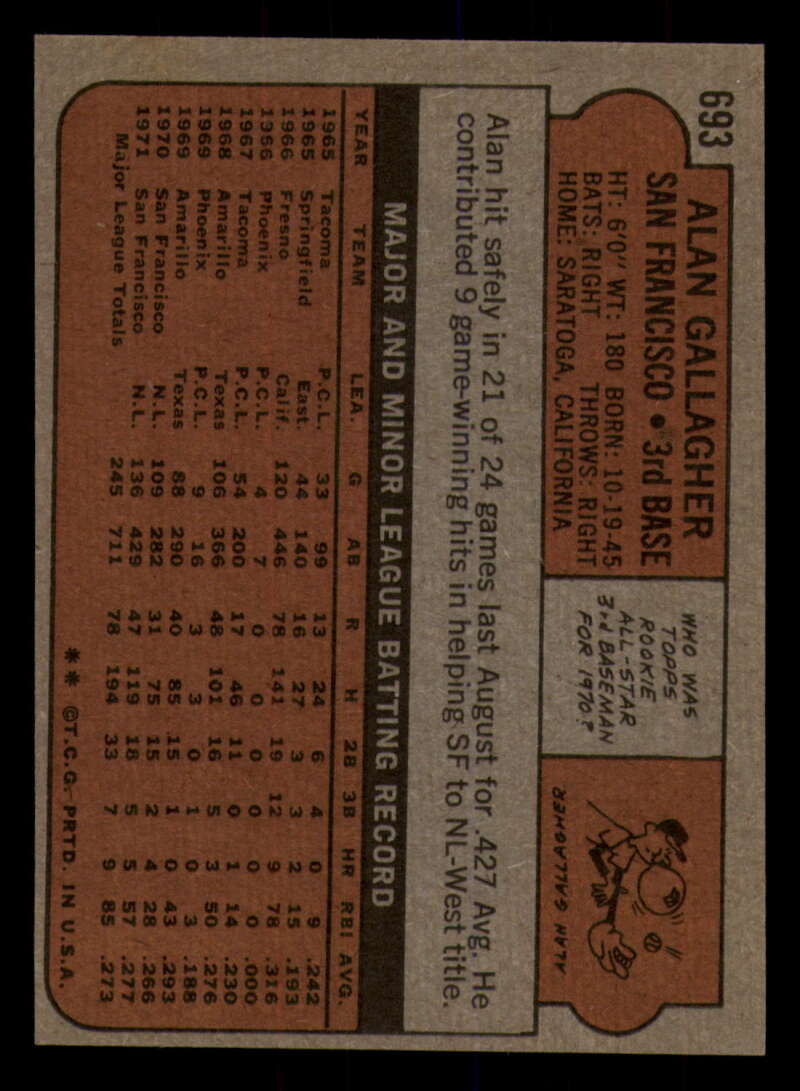 693
ALAN GALLAGHER
SAN FRANCISCO • 3rd BASE
HT: 6'0" WT: 180 BORN: 10-19-45
BATS: RIGHT THROWS: RIGHT
HOME: SARATOGA, CALIFORNIA
WHO WAS
TOPPS
ROOKIE
ALL-STAR
3rd BASEMAN
FOR 1970?
ALAN GALLAGHER
Alan hit safely in 21 of 24 games last August for .427 Avg. He
contributed 9 game-winning hits in helping SF to NL-West title.
MAJOR AND MINOR LEAGUE BATTING RECORD
YEAR TEAM LEA. G AB R H 2B 3B HR RBI AVG.
1965 Tacoma P.C.L. 33 99 13 24 6 4 0 9 .242
1965 Springfield East. 44 140 16 27 3 3 2 15 .193
1966 Fresno Calif. 120 446 78 141 19 12 9 78 .316
1966 Phoenix P.C.L. 4 7 0 0 0 0 0 0 .000
1967 Tacoma P.C.L. 54 200 17 46 11 0 1 14 .230
1968 Amarillo Texas 106 366 48 101 16 5 3 50 .276
1969 Phoenix P.C.L. 9 16 3 3 0 1 0 3 .188
1969 Amarillo Texas 88 290 40 85 15 1 0 43 .293
1970 San Francisco N.L. 109 282 31 75 15 2 4 28 .266
1971 San Francisco N.L. 136 429 47 119 18 5 5 57 .277
Major League Totals 245 711 78 194 33 7 9 85 .273
** ©T.C.G. PRTD. IN U.S.A.